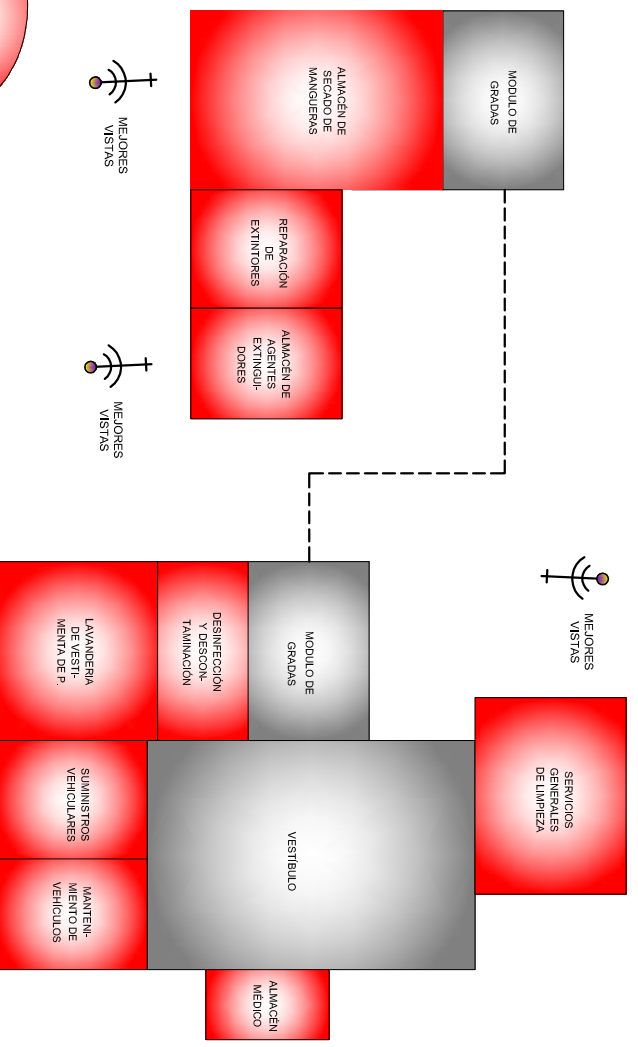 MODULO DE
GRADAS
ALMACÉN DE
SECADO DE
MANGUERAS
MEJORES
VISTAS
REPARACIÓN
DE
EXTINTORES
ALMACÉN DE
AGENTES
EXTINGUI-
DORES
MEJORES
VISTAS
MEJORES
VISTAS
SERVICIOS
GENERALES
DE LIMPIEZA
MODULO DE
GRADAS
DESINFECCIÓN
Y DESCON-
TAMINACIÓN
LAVANDERIA
DE VESTI-
MENTA DE P.
VESTÍBULO
SUMINISTROS
VEHICULARES
MANTENI-
MIENTO DE
VEHÍCULOS
ALMACÉN
MÉDICO